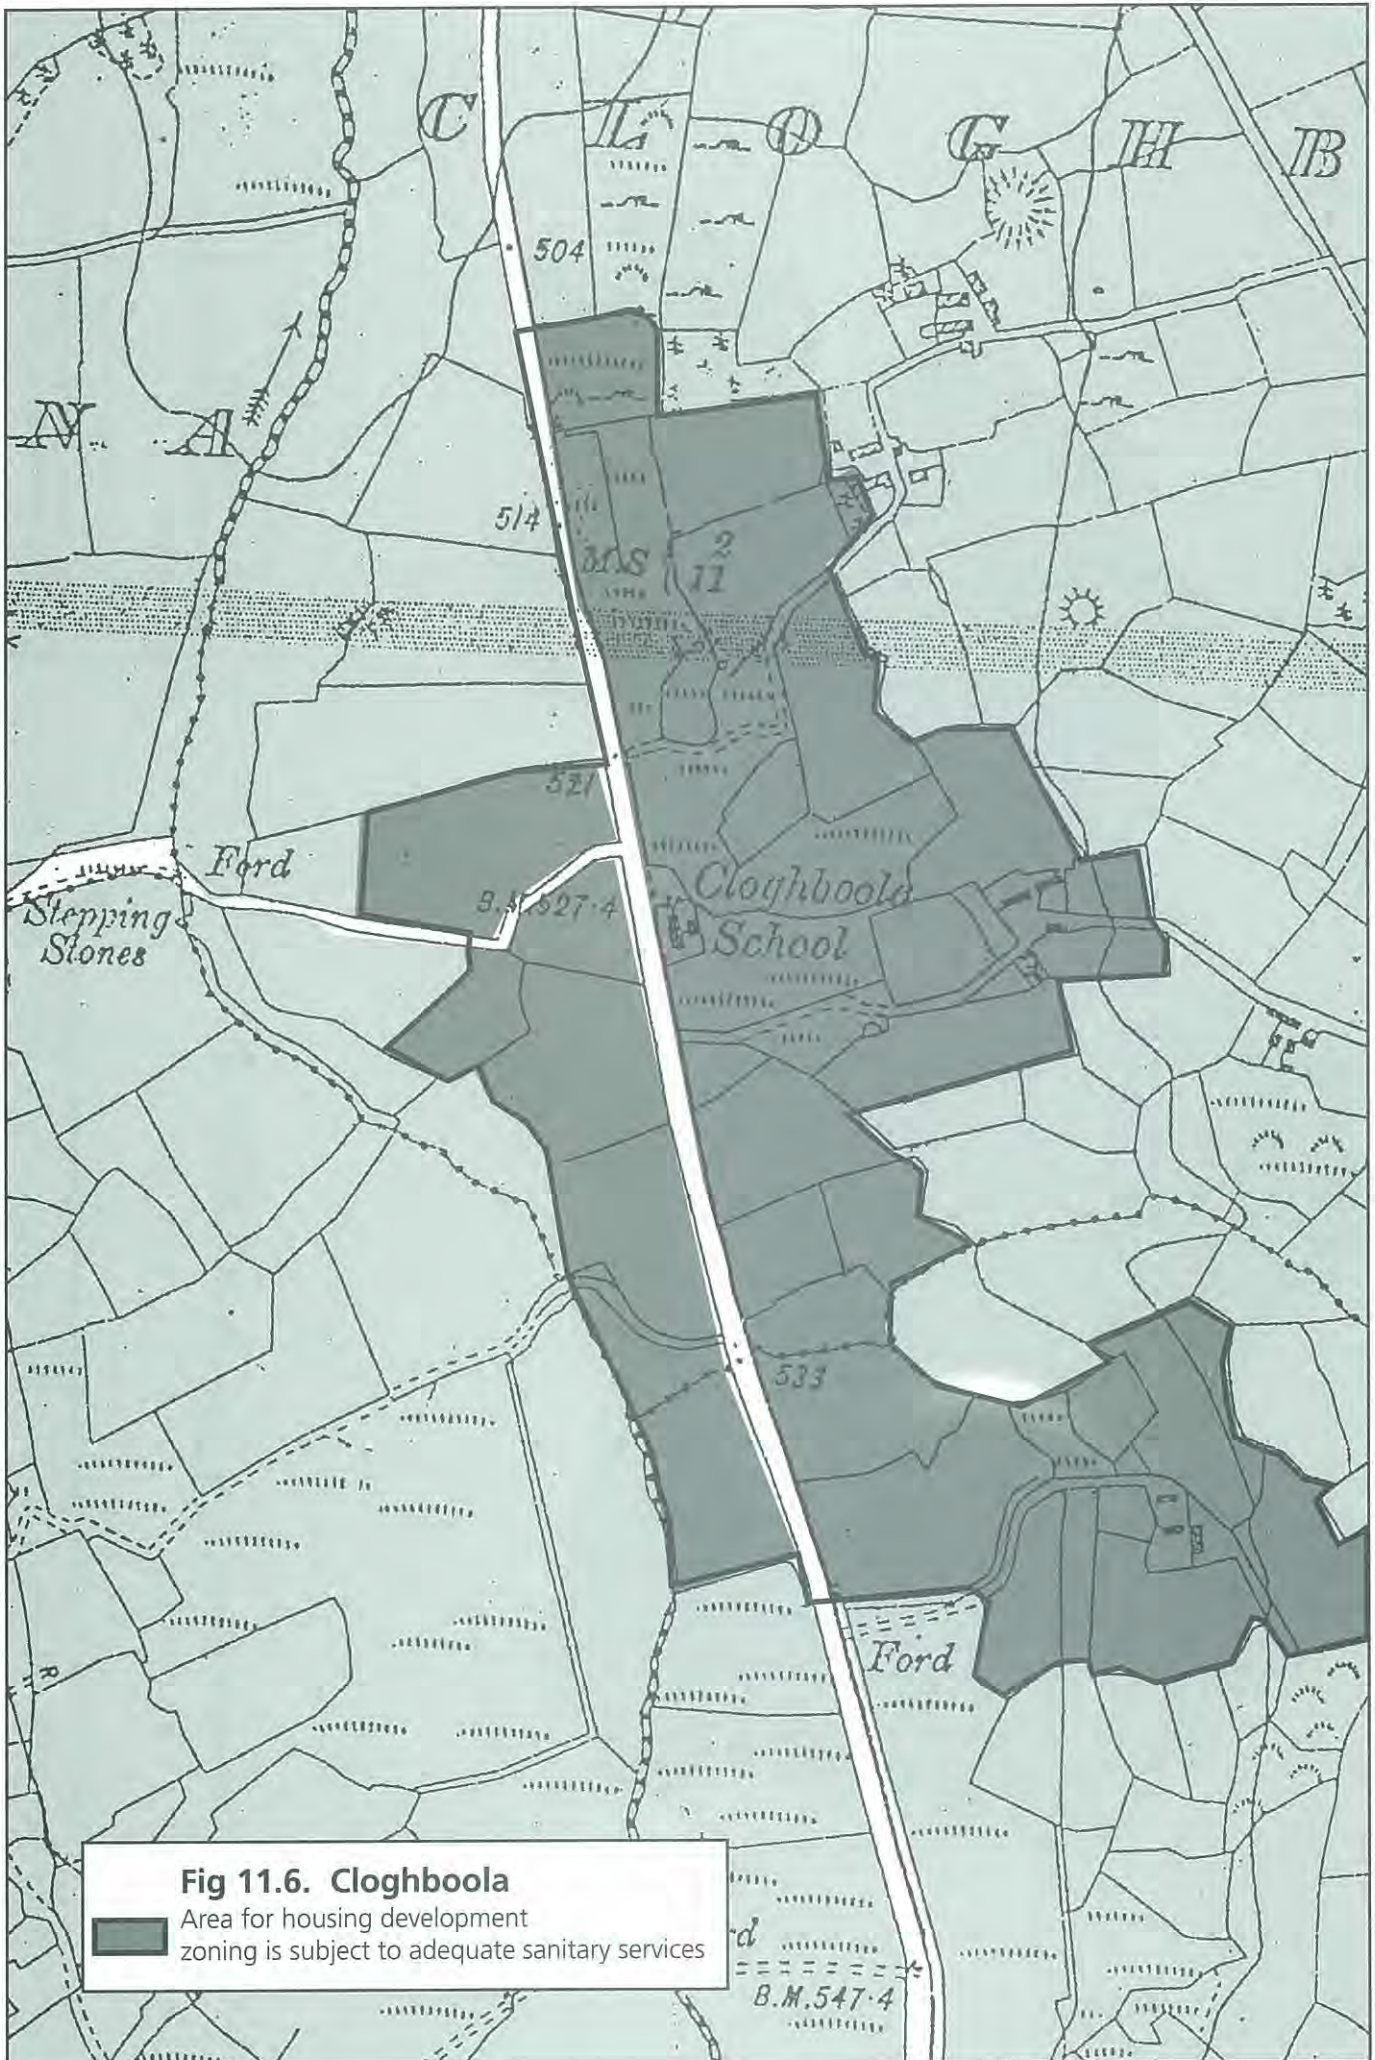 C L O G H B
504
N A
514
M.S 2
11
521
Ford
Stepping
Stones
B.M.527·4
Cloghboola
School
533
Ford
R
Fig 11.6. Cloghboola
Area for housing development
zoning is subject to adequate sanitary services
rd
B.M.547·4